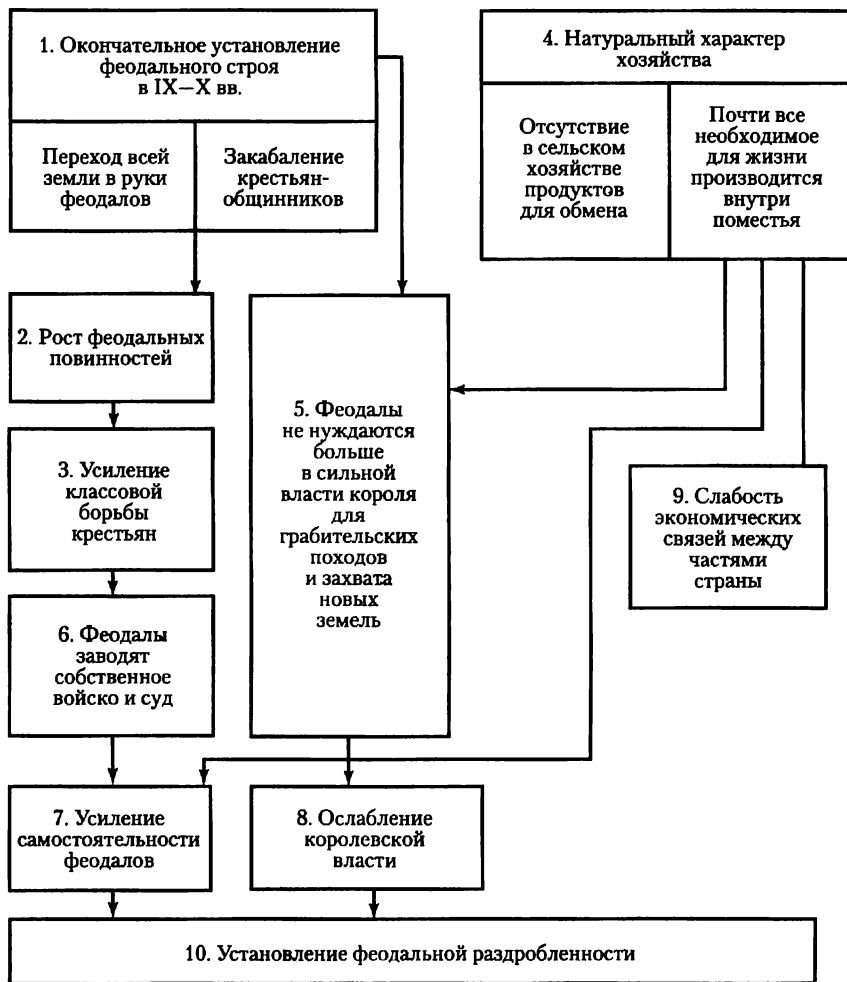 1. Окончательное установление
феодального строя
в IX—X вв.
Переход всей
земли в руки
феодалов
Закабаление
крестьян-
общинников
4. Натуральный характер
хозяйства
Отсутствие
в сельском
хозяйстве
продуктов
для обмена
Почти все
необходимое
для жизни
производится
внутри
поместья
2. Рост феодальных
повинностей
3. Усиление
классовой
борьбы
крестьян
5. Феодалы
не нуждаются
больше
в сильной
власти короля
для
грабительских
походов
и захвата
новых
земель
9. Слабость
экономических
связей между
частями
страны
6. Феодалы
заводят
собственное
войско и суд
7. Усиление
самостоятельности
феодалов
8. Ослабление
королевской
власти
10. Установление феодальной раздробленности